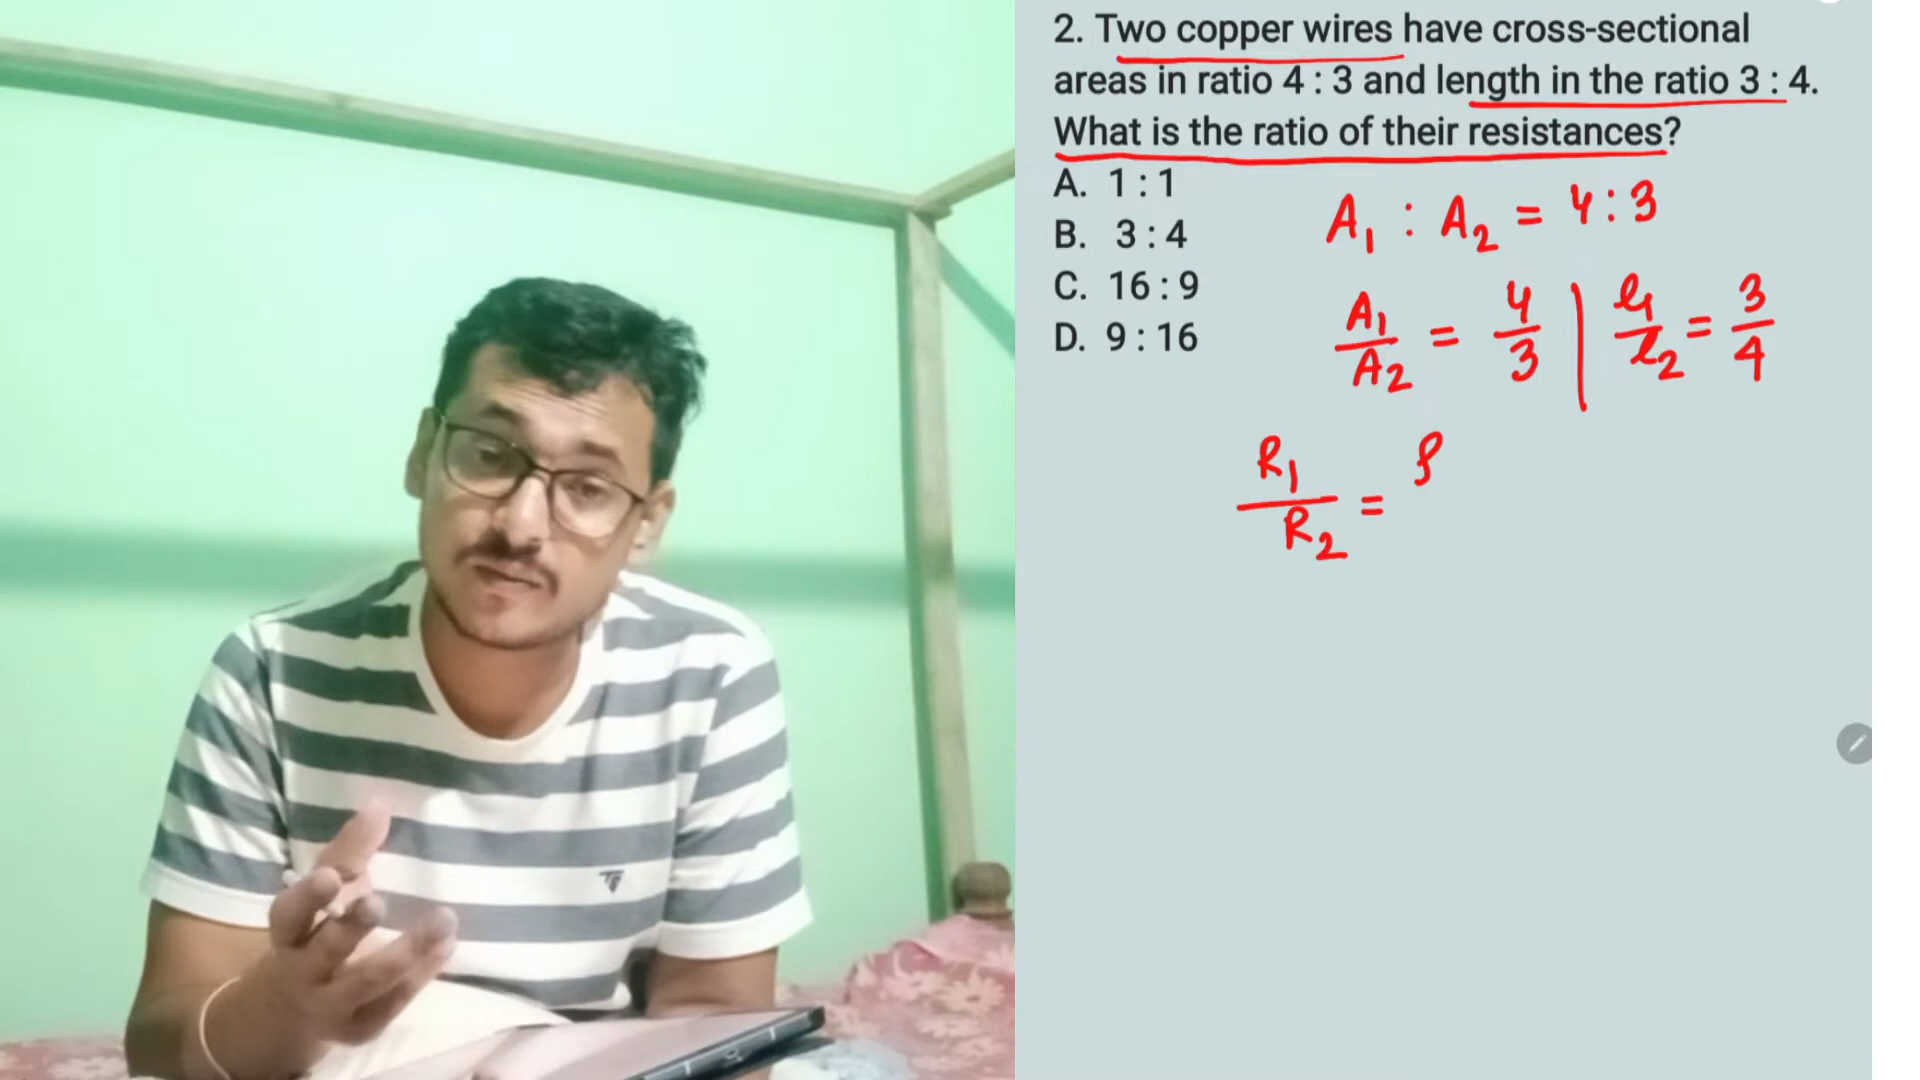 2. Two copper wires have cross-sectional
areas in ratio 4 : 3 and length in the ratio 3 : 4.
What is the ratio of their resistances?
A. 1 : 1
B. 3 : 4
C. 16 : 9
D. 9 : 16
A₁ : A₂ = 4 : 3
A₁/A₂ = 4/3 | l₁/l₂ = 3/4
R₁/R₂ = ρ